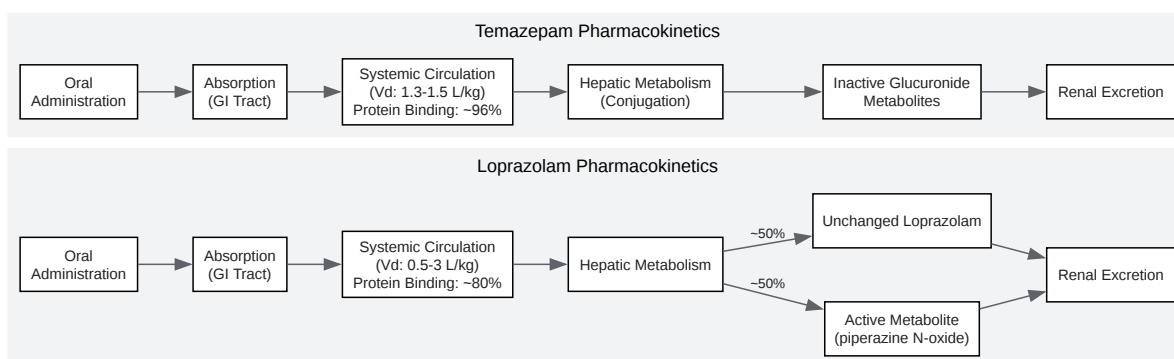 Temazepam Pharmacokinetics
Oral
Administration
Absorption
(GI Tract)
Systemic Circulation
(Vd: 1.3-1.5 L/kg)
Protein Binding: ~96%
Hepatic Metabolism
(Conjugation)
Inactive Glucuronide
Metabolites
Renal Excretion
Loprazolam Pharmacokinetics
Oral
Administration
Absorption
(GI Tract)
Systemic Circulation
(Vd: 0.5-3 L/kg)
Protein Binding: ~80%
Hepatic Metabolism
~50%
Unchanged Loprazolam
~50%
Active Metabolite
(piperazine N-oxide)
Renal Excretion